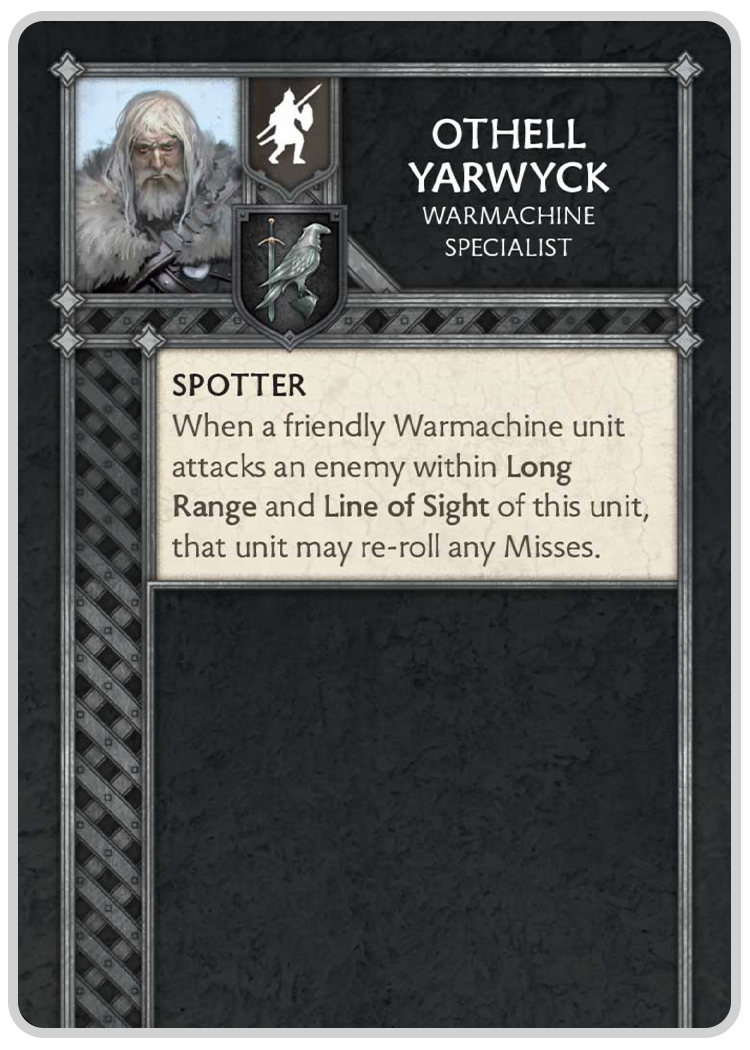 OTHELL
YARWYCK
WARMACHINE
SPECIALIST
SPOTTER
When a friendly Warmachine unit
attacks an enemy within Long
Range and Line of Sight of this unit,
that unit may re-roll any Misses.